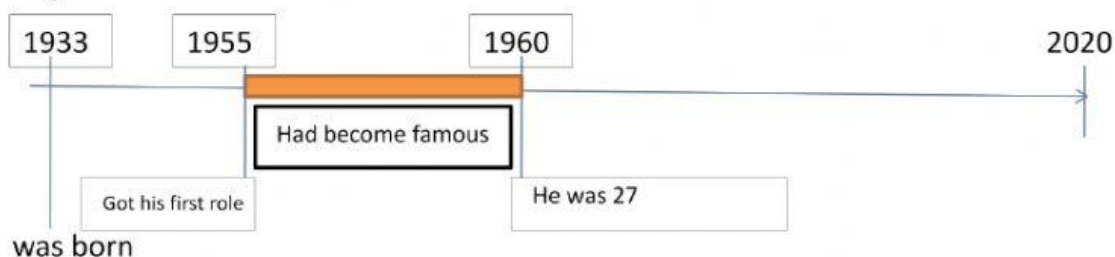 1933 1955 1960 2020
Had become famous
Got his first role He was 27
was born